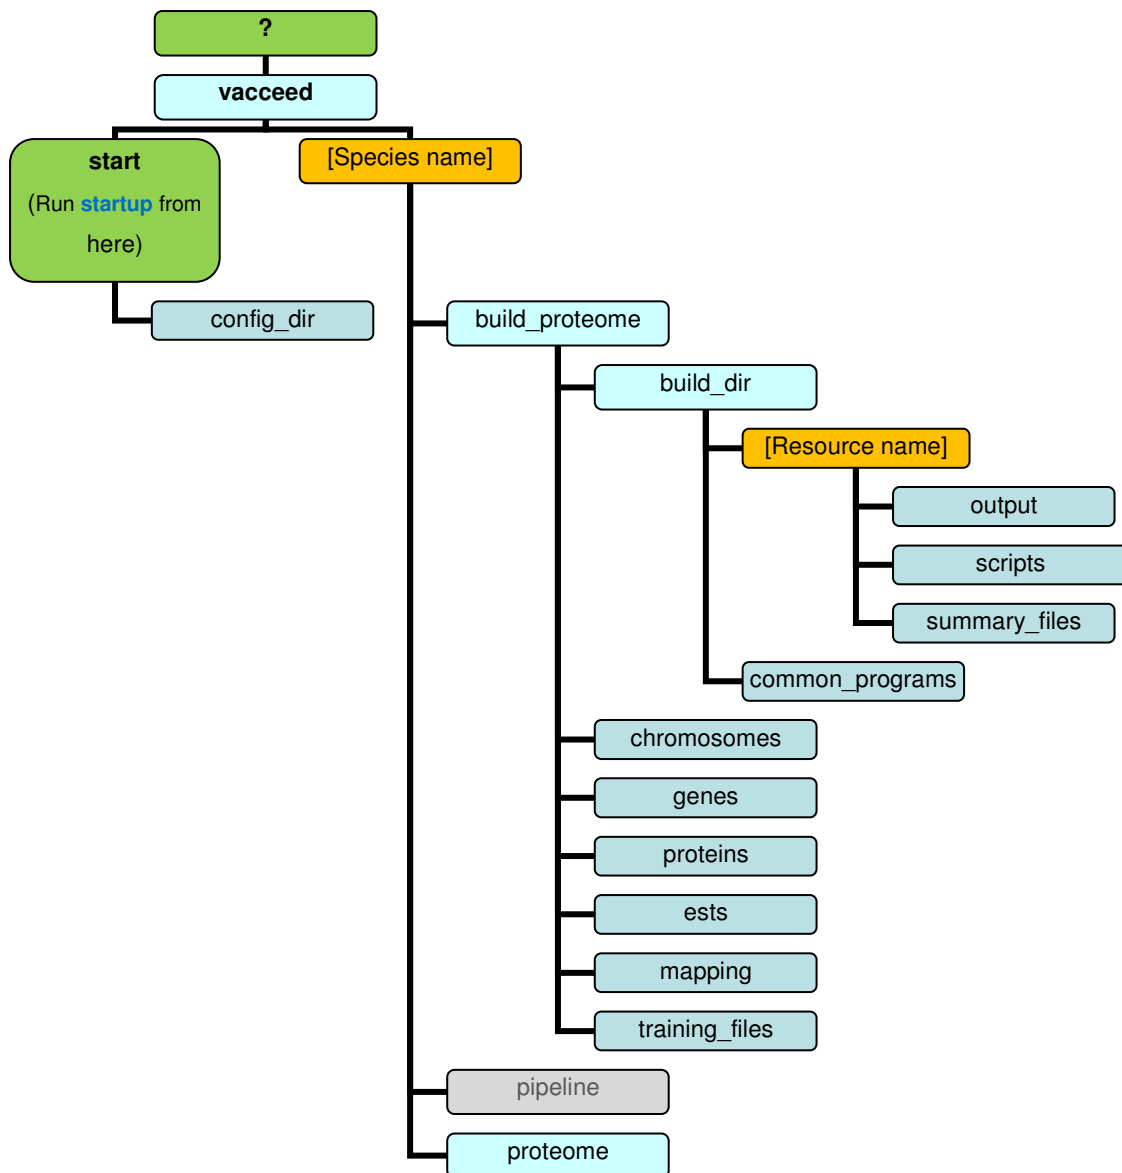 ?
vacceed
start
(Run startup from
here)
[Species name]
config_dir
build_proteome
build_dir
[Resource name]
output
scripts
summary_files
common_programs
chromosomes
genes
proteins
ests
mapping
training_files
pipeline
proteome